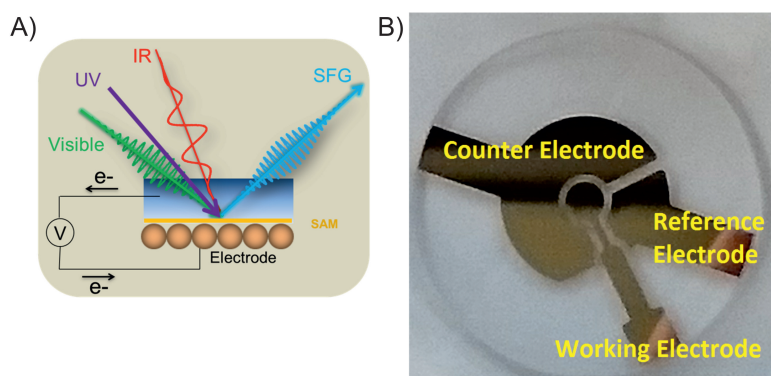 A)
IR
UV
SFG
Visible
e-
V
SAM
Electrode
e-
B)
Counter Electrode
Reference
Electrode
Working Electrode